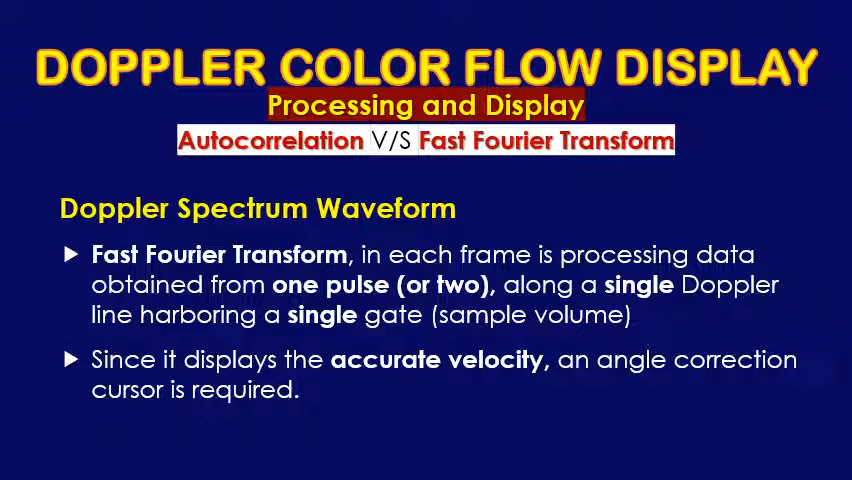 DOPPLER COLOR FLOW DISPLAY
Processing and Display
Autocorrelation V/S Fast Fourier Transform
Doppler Spectrum Waveform
Fast Fourier Transform, in each frame is processing data
obtained from one pulse (or two), along a single Doppler
line harboring a single gate (sample volume)
Since it displays the accurate velocity, an angle correction
cursor is required.